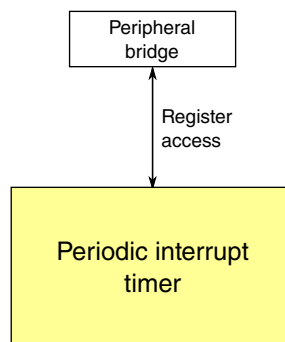 Peripheral
bridge
Register
access
Periodic interrupt
timer